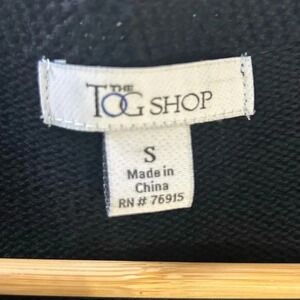 THE
TOG SHOP
S
Made in
China
RN # 76915